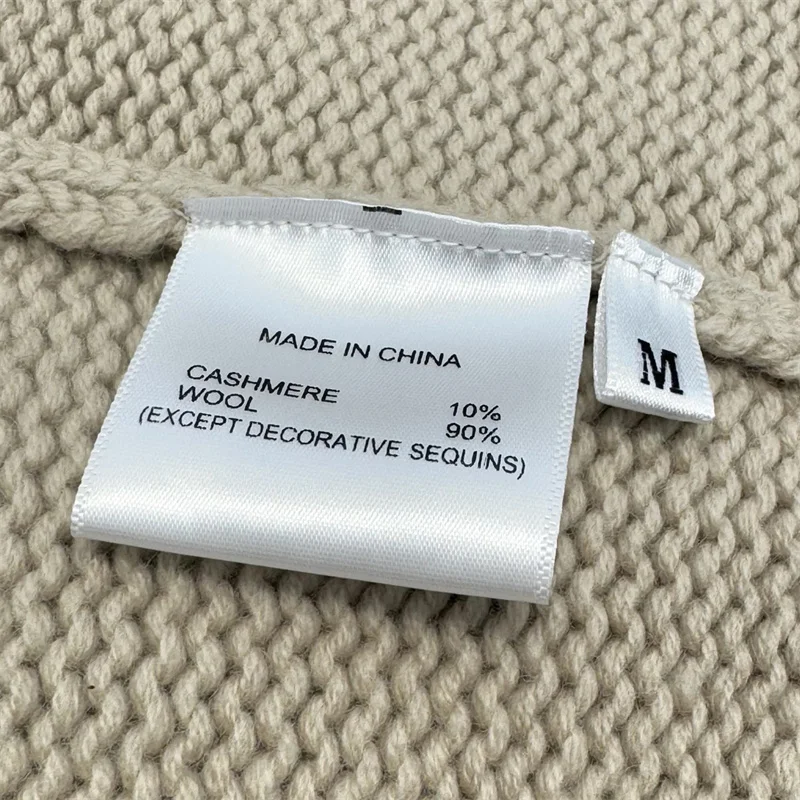 MADE IN CHINA
CASHMERE 10%
WOOL 90%
(EXCEPT DECORATIVE SEQUINS)
M